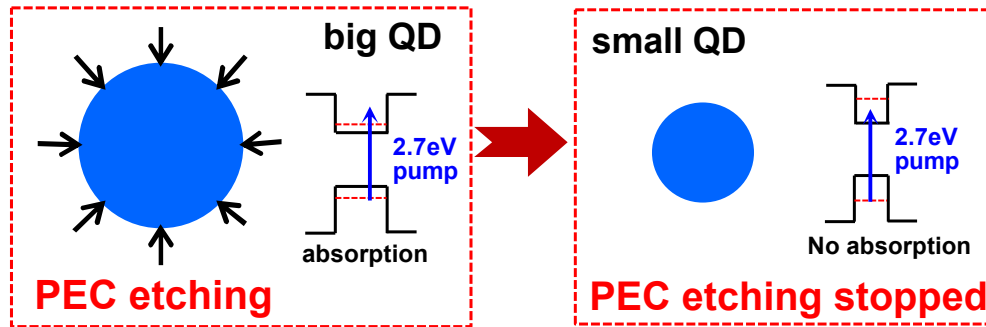 big QD
2.7eV
pump
absorption
PEC etching
small QD
2.7eV
pump
No absorption
PEC etching stopped